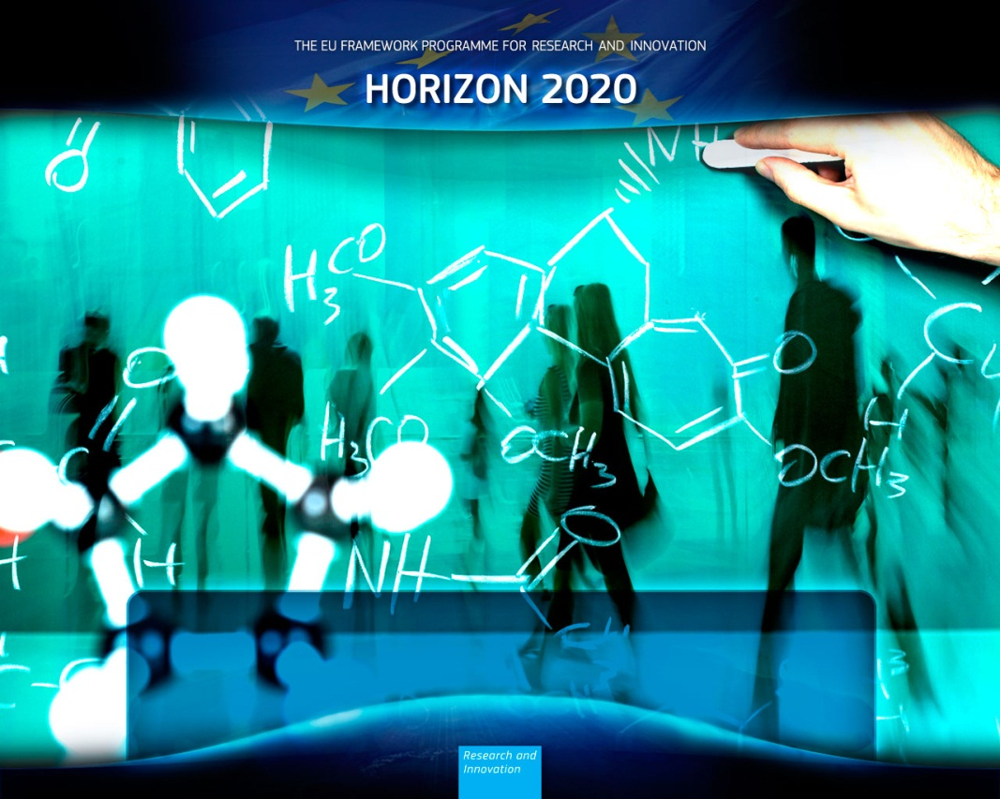 THE EU FRAMEWORK PROGRAMME FOR RESEARCH AND INNOVATION
HORIZON 2020
O
NH
H3CO
O
O
C
H3CO
OCH3
OCH3
H
C
H
H
NH
O
C
Research and
Innovation